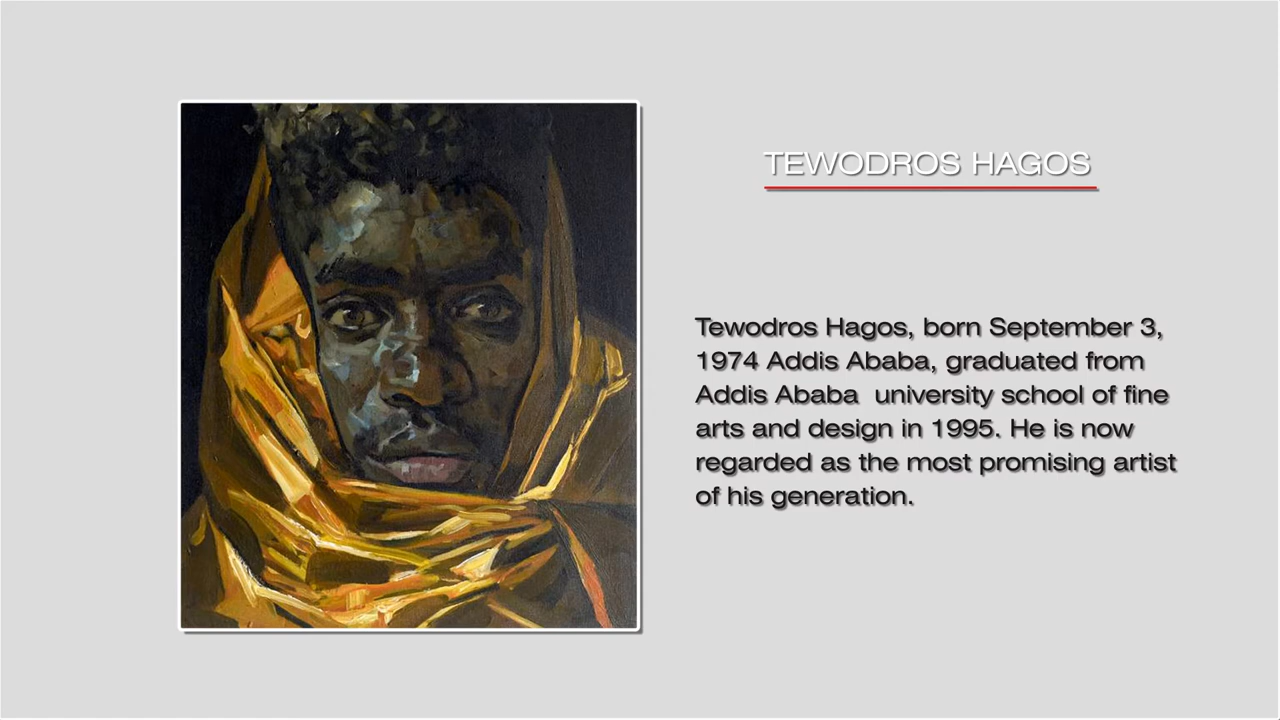 TEWODROS HAGOS
Tewodros Hagos, born September 3,
1974 Addis Ababa, graduated from
Addis Ababa  university school of fine
arts and design in 1995. He is now
regarded as the most promising artist
of his generation.